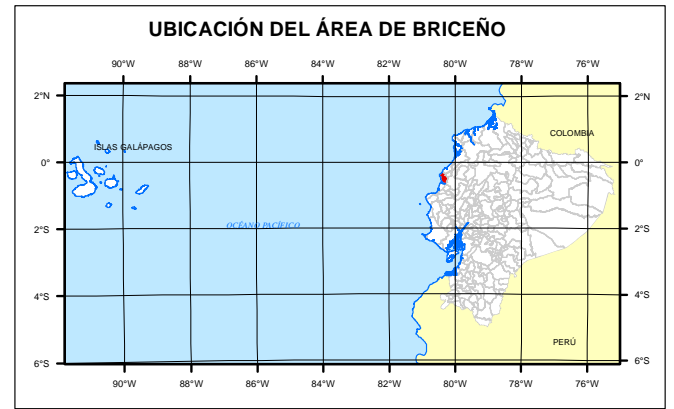 UBICACIÓN DEL ÁREA DE BRICEÑO
90°W 88°W 86°W 84°W 82°W 80°W 78°W 76°W
2°N 2°N
COLOMBIA
ISLAS GALÁPAGOS
0° 0°
OCÉANO PACÍFICO
2°S 2°S
4°S 4°S
PERÚ
6°S 6°S
90°W 88°W 86°W 84°W 82°W 80°W 78°W 76°W